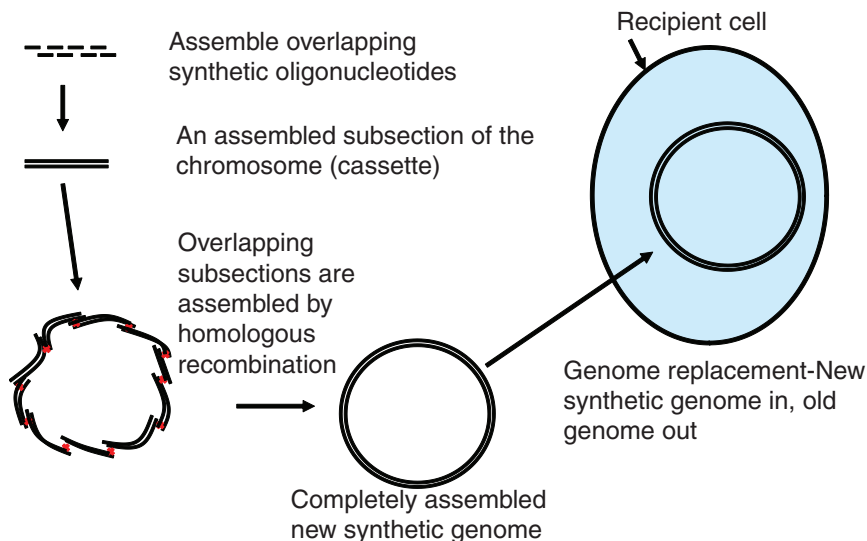 Assemble overlapping
synthetic oligonucleotides
Recipient cell
An assembled subsection of the
chromosome (cassette)
Overlapping
subsections are
assembled by
homologous
recombination
Genome replacement-New
synthetic genome in, old
genome out
Completely assembled
new synthetic genome